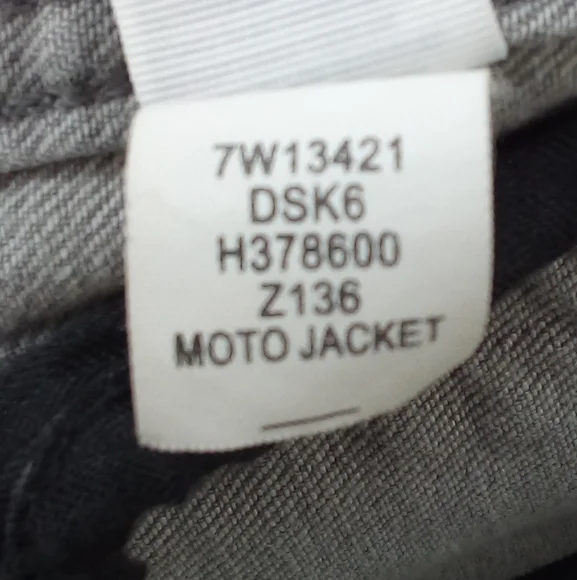 7W13421
DSK6
H378600
Z136
MOTO JACKET